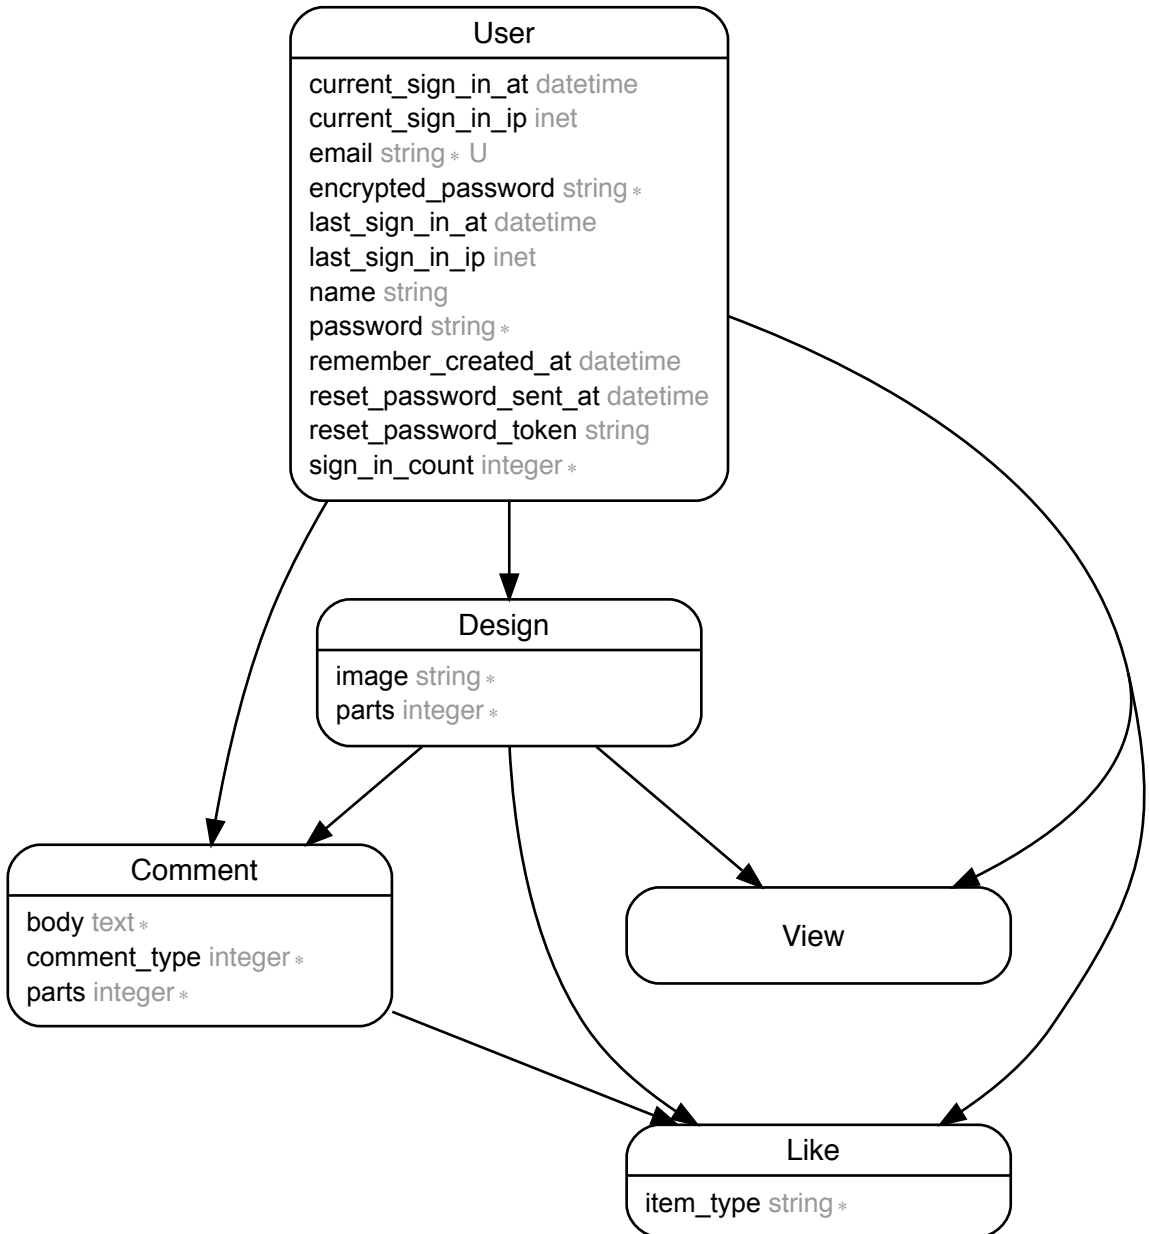 User
current_sign_in_at datetime
current_sign_in_ip inet
email string * U
encrypted_password string *
last_sign_in_at datetime
last_sign_in_ip inet
name string
password string *
remember_created_at datetime
reset_password_sent_at datetime
reset_password_token string
sign_in_count integer *
Design
image string *
parts integer *
Comment
body text *
comment_type integer *
parts integer *
View
Like
item_type string *